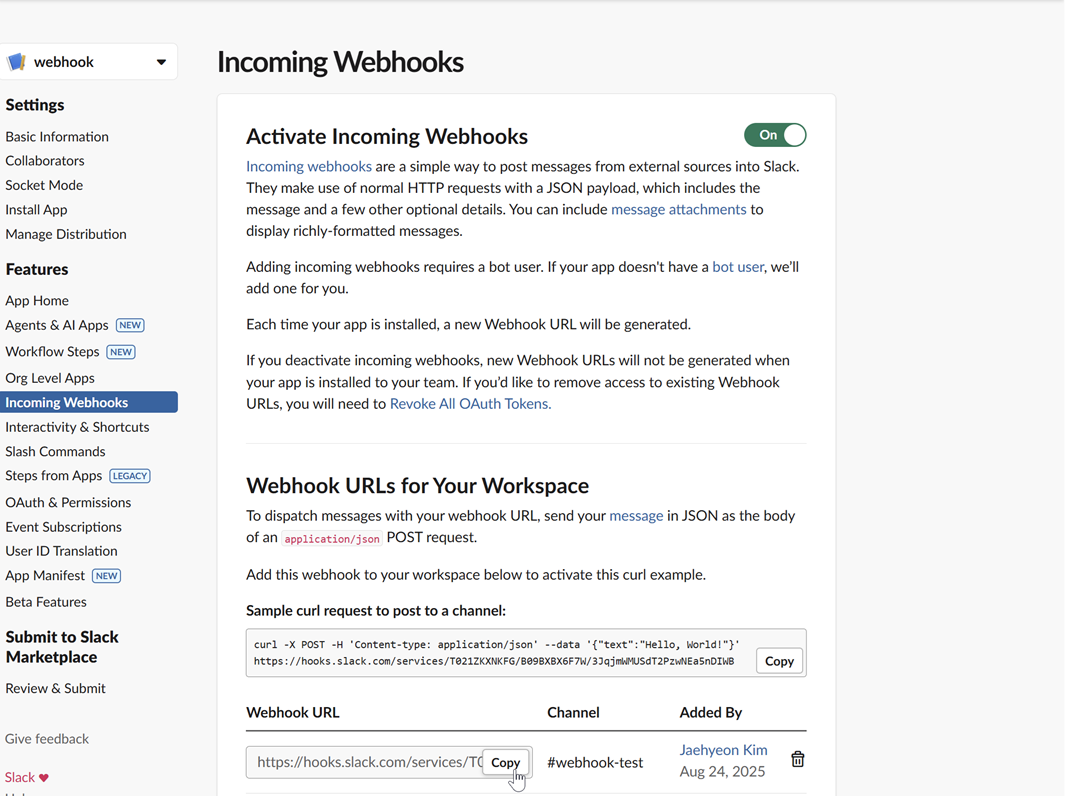 webhook
Settings
Basic Information
Collaborators
Socket Mode
Install App
Manage Distribution
Features
App Home
Agents & AI Apps NEW
Workflow Steps NEW
Org Level Apps
Incoming Webhooks
Interactivity & Shortcuts
Slash Commands
Steps from Apps LEGACY
OAuth & Permissions
Event Subscriptions
User ID Translation
App Manifest NEW
Beta Features
Submit to Slack
Marketplace
Review & Submit
Give feedback
Slack ♥
Incoming Webhooks
Activate Incoming Webhooks
On
Incoming webhooks are a simple way to post messages from external sources into Slack.
They make use of normal HTTP requests with a JSON payload, which includes the
message and a few other optional details. You can include message attachments to
display richly-formatted messages.
Adding incoming webhooks requires a bot user. If your app doesn't have a bot user, we'll
add one for you.
Each time your app is installed, a new Webhook URL will be generated.
If you deactivate incoming webhooks, new Webhook URLs will not be generated when
your app is installed to your team. If you'd like to remove access to existing Webhook
URLs, you will need to Revoke All OAuth Tokens.
Webhook URLs for Your Workspace
To dispatch messages with your webhook URL, send your message in JSON as the body
of an application/json POST request.
Add this webhook to your workspace below to activate this curl example.
Sample curl request to post to a channel:
curl -X POST -H 'Content-type: application/json' --data '{"text":"Hello, World!"}'
https://hooks.slack.com/services/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
Copy
Webhook URL Channel Added By
https://hooks.slack.com/services/T0 Copy #webhook-test Jaehyeon Kim
Aug 24, 2025